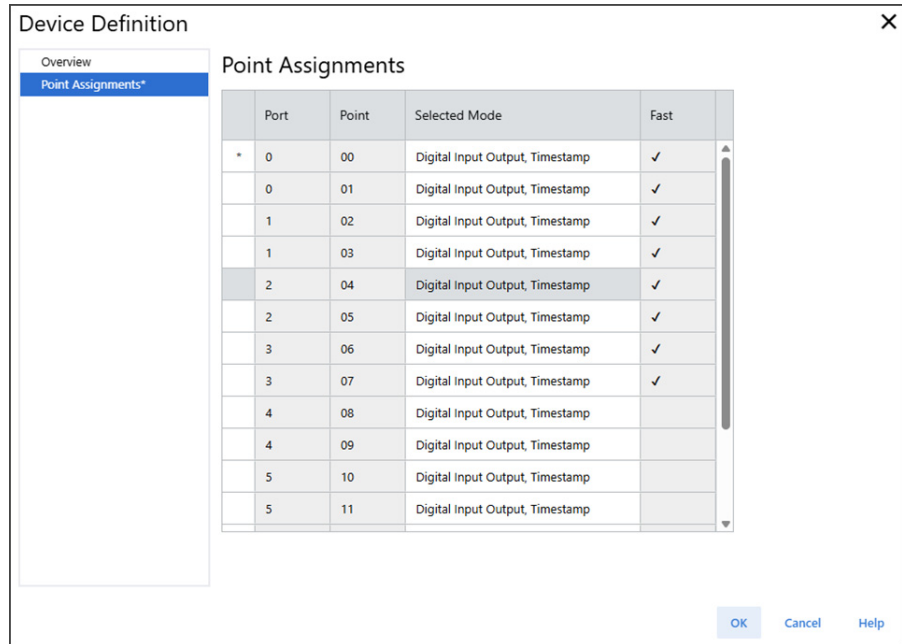 Device Definition
Overview
Point Assignments*
Point Assignments
Port Point Selected Mode Fast
* 0 00 Digital Input Output, Timestamp ✓
0 01 Digital Input Output, Timestamp ✓
1 02 Digital Input Output, Timestamp ✓
1 03 Digital Input Output, Timestamp ✓
2 04 Digital Input Output, Timestamp ✓
2 05 Digital Input Output, Timestamp ✓
3 06 Digital Input Output, Timestamp ✓
3 07 Digital Input Output, Timestamp ✓
4 08 Digital Input Output, Timestamp
4 09 Digital Input Output, Timestamp
5 10 Digital Input Output, Timestamp
5 11 Digital Input Output, Timestamp
OK Cancel Help